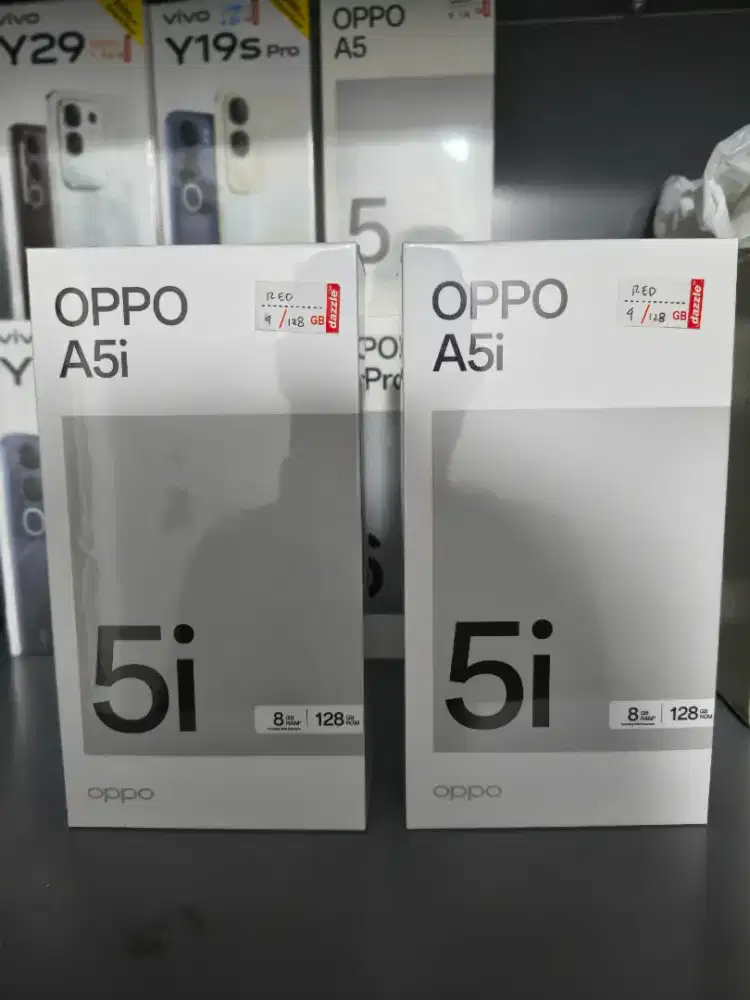 vivo
Y29
vivo
Y19s Pro
OPPO
A5
5
OPPO
A5i
RED
4/128 GB
dazzle
5i
8 GB RAM* 128 GB ROM
oppo
OPPO
A5i
RED
4/128 GB
dazzle
5i
8 GB RAM* 128 GB ROM
oppo